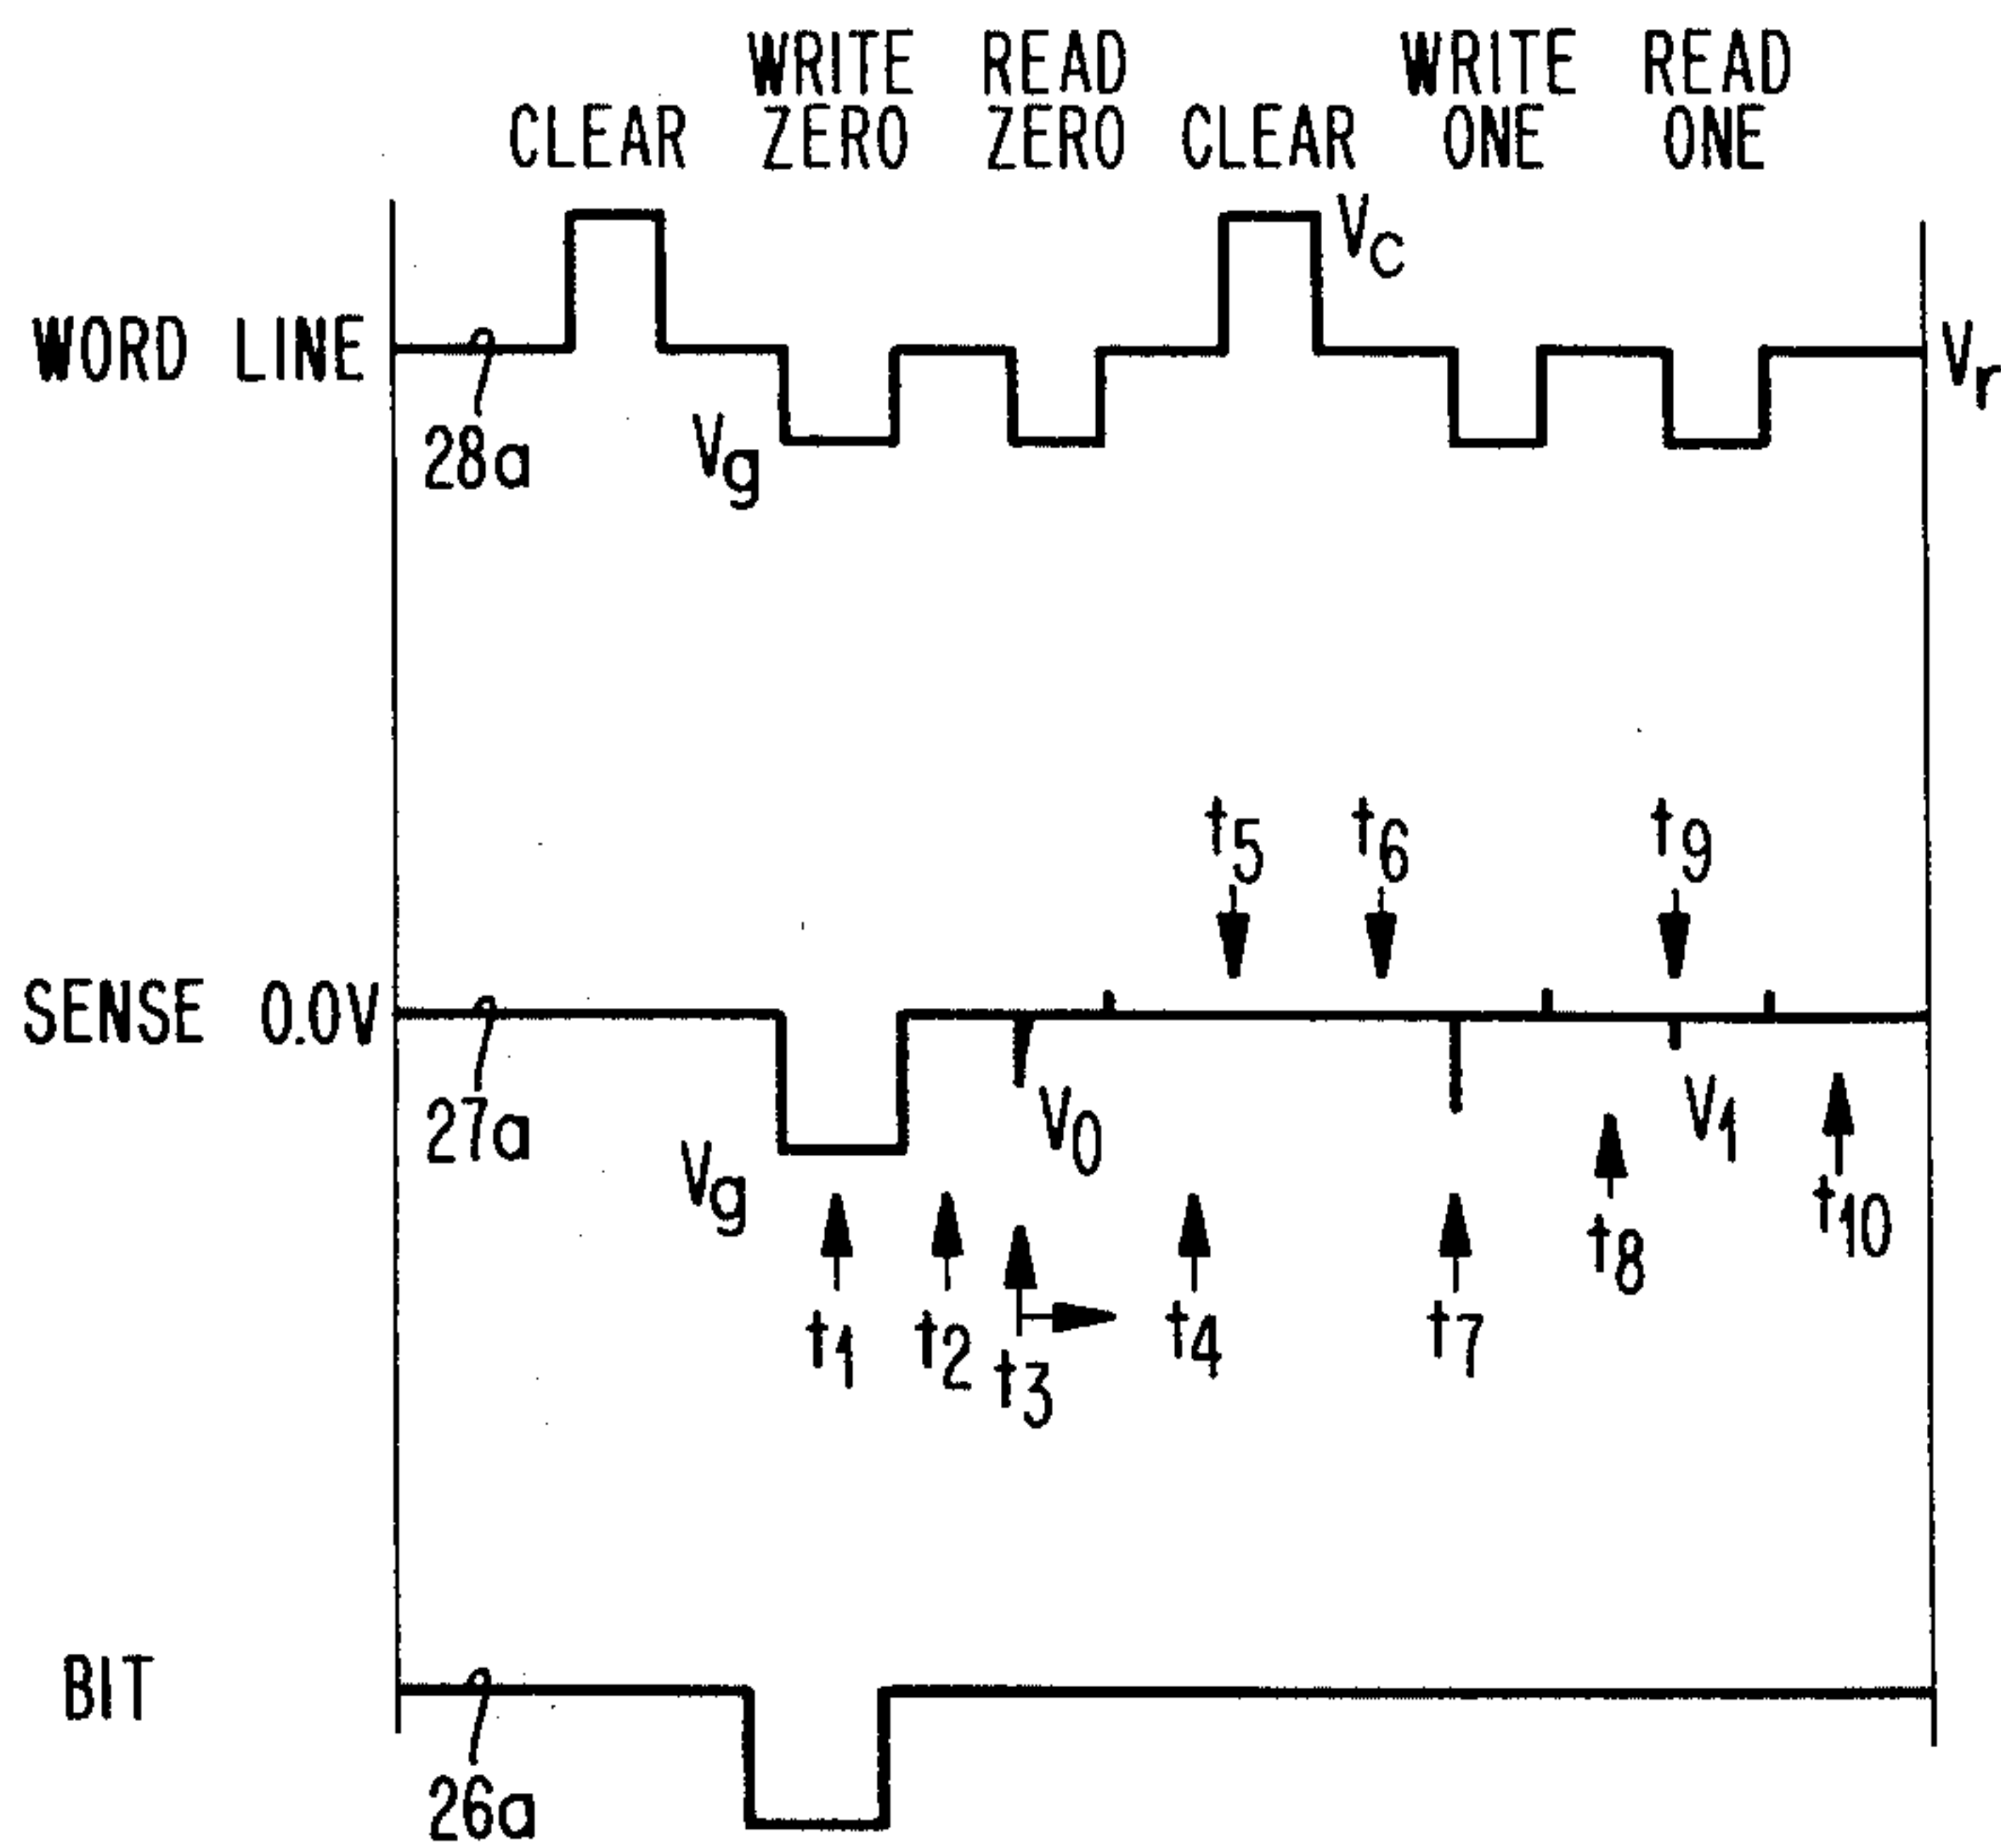 WRITE READ WRITE READ
CLEAR ZERO ZERO CLEAR ONE ONE
Vc
WORD LINE
Vr
28a
Vg
t5 t6 t9
SENSE 0.0V
27a
Vg
V0
V1
t10
t8
t1 t2 t3 t4 t7
BIT
26a